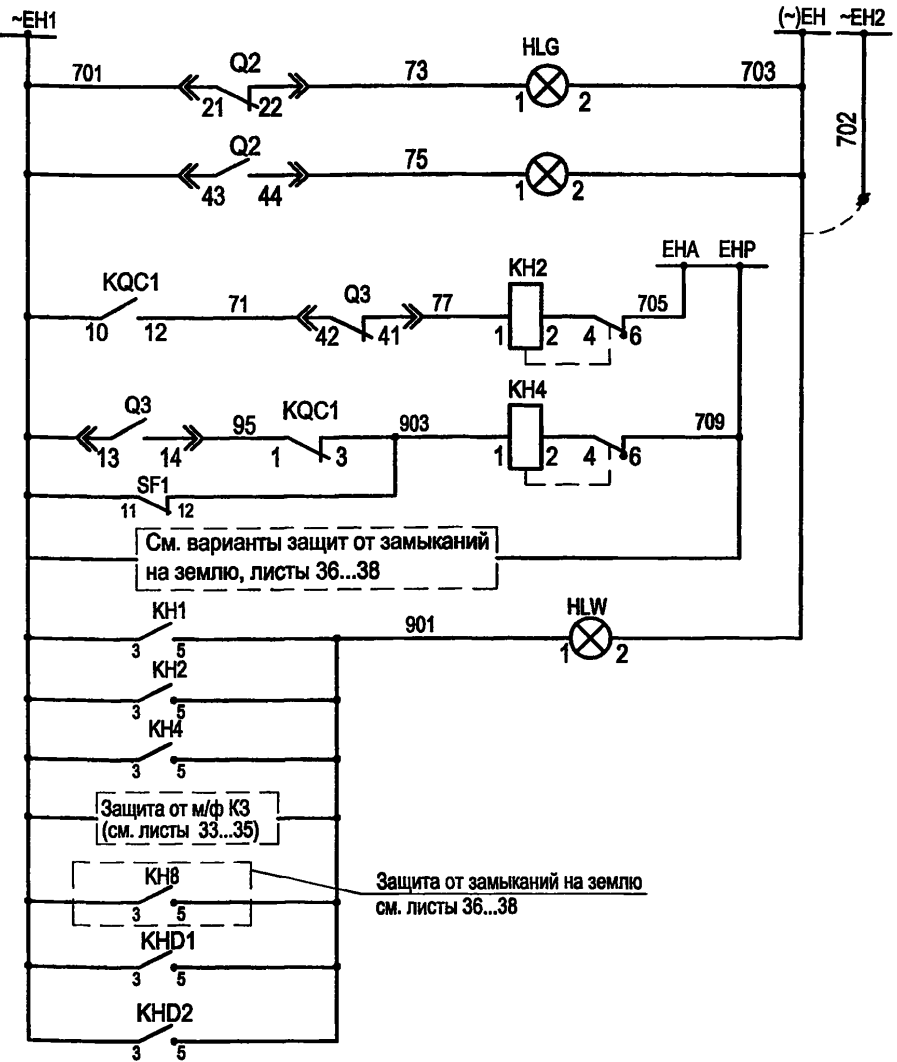 ~EH1 (~)EH ~EH2
701 Q2 73 HLG 703
21 22 1 2
702
Q2 75
43 44 1 2
EHA EHP
KQC1 71 Q3 77 KH2 705
10 12 42 41 1 2 4 6
Q3 95 KQC1 903 KH4 709
13 14 1 3 1 2 4 6
SF1
11 12
См. варианты защит от замыканий
на землю, листы 36...38
KH1 901 HLW
3 5 1 2
KH2
3 5
KH4
3 5
Защита от м/ф КЗ
(см. листы 33...35)
KH8
3 5
Защита от замыканий на землю
см. листы 36...38
KHD1
3 5
KHD2
3 5